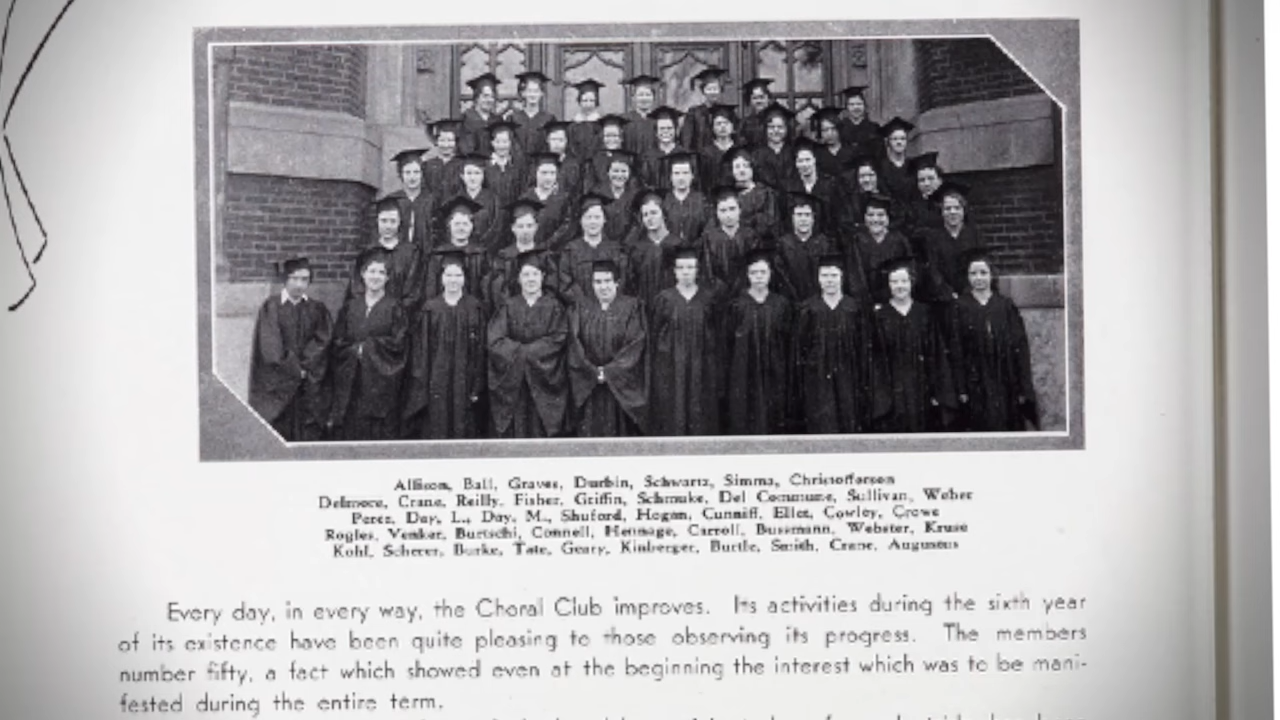 Allison, Ball, Graves, Durbin, Schwartz, Simms, Christofferson
Delmore, Crane, Reilly, Fisher, Griffin, Schmuke, Del Commune, Sullivan, Weber
Perez, Day, L., Day, M., Shuford, Hogan, Cunniff, Eller, Cowley, Crowe
Rogles, Venker, Burtschi, Connell, Hennage, Carroll, Bussmann, Webster, Kruse
Kohl, Scherer, Burke, Tate, Geary, Kinberger, Burtle, Smith, Crane, Augustus
Every day, in every way, the Choral Club improves. Its activities during the sixth year
of its existence have been quite pleasing to those observing its progress. The members
number fifty, a fact which showed even at the beginning the interest which was to be mani-
fested during the entire term.